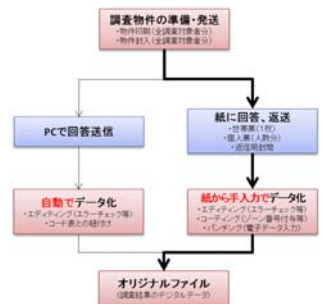 調査物件の準備・発送
・物件印刷(全調査対象者分)
・物件封入(全調査対象者分)
PCで回答送信
紙に回答、返送
・世帯票(1枚)
・個人票(人数分)
・返信用封筒
自動でデータ化
・エディティング(エラーチェック等)
・コード表との紐付け
紙から手入力でデータ化
・エディティング(エラーチェック等)
・コーディング(ゾーン番号付与等)
・パンチング(電子データ入力)
オリジナルファイル
(調査結果のデジタルデータ)